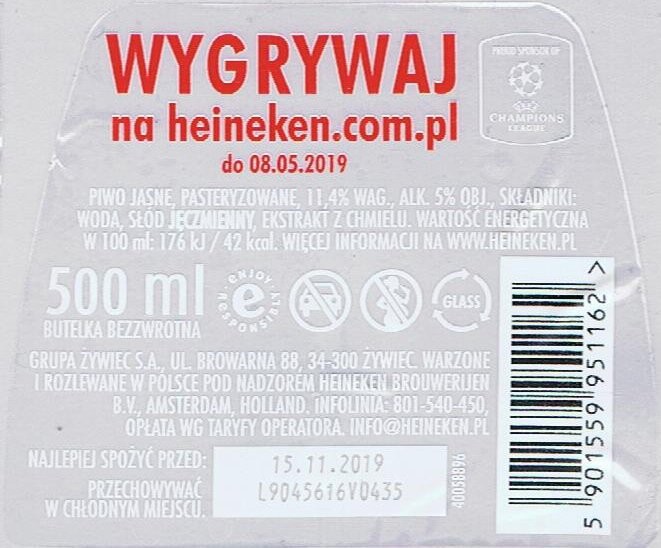 WYGRYWAJ
na heineken.com.pl
do 08.05.2019
PROUD SPONSOR OF
CHAMPIONS
LEAGUE
PIWO JASNE, PASTERYZOWANE, 11,4% WAG., ALK. 5% OBJ., SKŁADNIKI:
WODA, SŁÓD JĘCZMIENNY, EKSTRAKT Z CHMIELU. WARTOŚĆ ENERGETYCZNA
W 100 ml: 176 kJ / 42 kcal. WIĘCEJ INFORMACJI NA WWW.HEINEKEN.PL
500 ml
BUTELKA BEZZWROTNA
ENJOY
e
RESPONSIBLY
GLASS
GRUPA ŻYWIEC S.A., UL. BROWARNA 88, 34-300 ŻYWIEC. WARZONE
I ROZLEWANE W POLSCE POD NADZOREM HEINEKEN BROUWERIJEN
B.V., AMSTERDAM, HOLLAND. INFOLINIA: 801-540-450,
OPŁATA WG TARYFY OPERATORA. INFO@HEINEKEN.PL
NAJLEPIEJ SPOŻYĆ PRZED:
15.11.2019
PRZECHOWYWAĆ
W CHŁODNYM MIEJSCU.
L9045616V0435
40058896
5 901559 951162 >